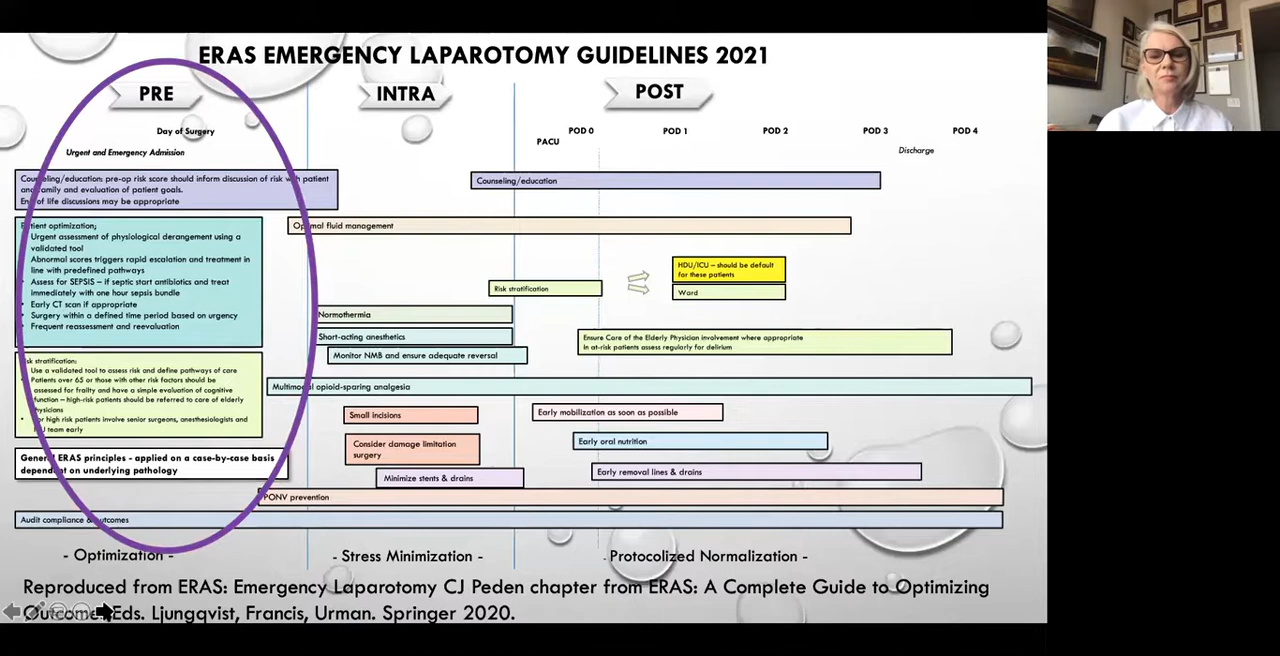 ERAS EMERGENCY LAPAROTOMY GUIDELINES 2021
PRE
INTRA
POST
Day of Surgery
Urgent and Emergency Admission
PACU
POD 0
POD 1
POD 2
POD 3
POD 4
Discharge
Counseling/education: pre-op risk score should inform discussion of risk with patient
and family and evaluation of patient goals.
End of life discussions may be appropriate
Counseling/education
Patient optimization;
Urgent assessment of physiological derangement using a
validated tool
Abnormal scores triggers rapid escalation and treatment in
line with predefined pathways
Assess for SEPSIS – if septic start antibiotics and treat
immediately with one hour sepsis bundle
Early CT scan if appropriate
Surgery within a defined time period based on urgency
Frequent reassessment and reevaluation
Optimal fluid management
Risk stratification
HDU/ICU – should be default
for these patients
Ward
Normothermia
Short-acting anesthetics
Monitor NMB and ensure adequate reversal
Ensure Care of the Elderly Physician involvement where appropriate
In at-risk patients assess regularly for delirium
Risk stratification:
Use a validated tool to assess risk and define pathways of care
Patients over 65 or those with other risk factors should be
assessed for frailty and have a simple evaluation of cognitive
function – high-risk patients should be referred to care of elderly
physicians
For high risk patients involve senior surgeons, anesthesiologists and
ICU team early
Multimodal opioid-sparing analgesia
Small incisions
Early mobilization as soon as possible
Consider damage limitation
surgery
Early oral nutrition
General ERAS principles - applied on a case-by-case basis
dependent on underlying pathology
Minimize stents & drains
Early removal lines & drains
PONV prevention
Audit compliance & outcomes
- Optimization -
- Stress Minimization -
- Protocolized Normalization -
Reproduced from ERAS: Emergency Laparotomy CJ Peden chapter from ERAS: A Complete Guide to Optimizing
Outcomes Eds. Ljungqvist, Francis, Urman. Springer 2020.